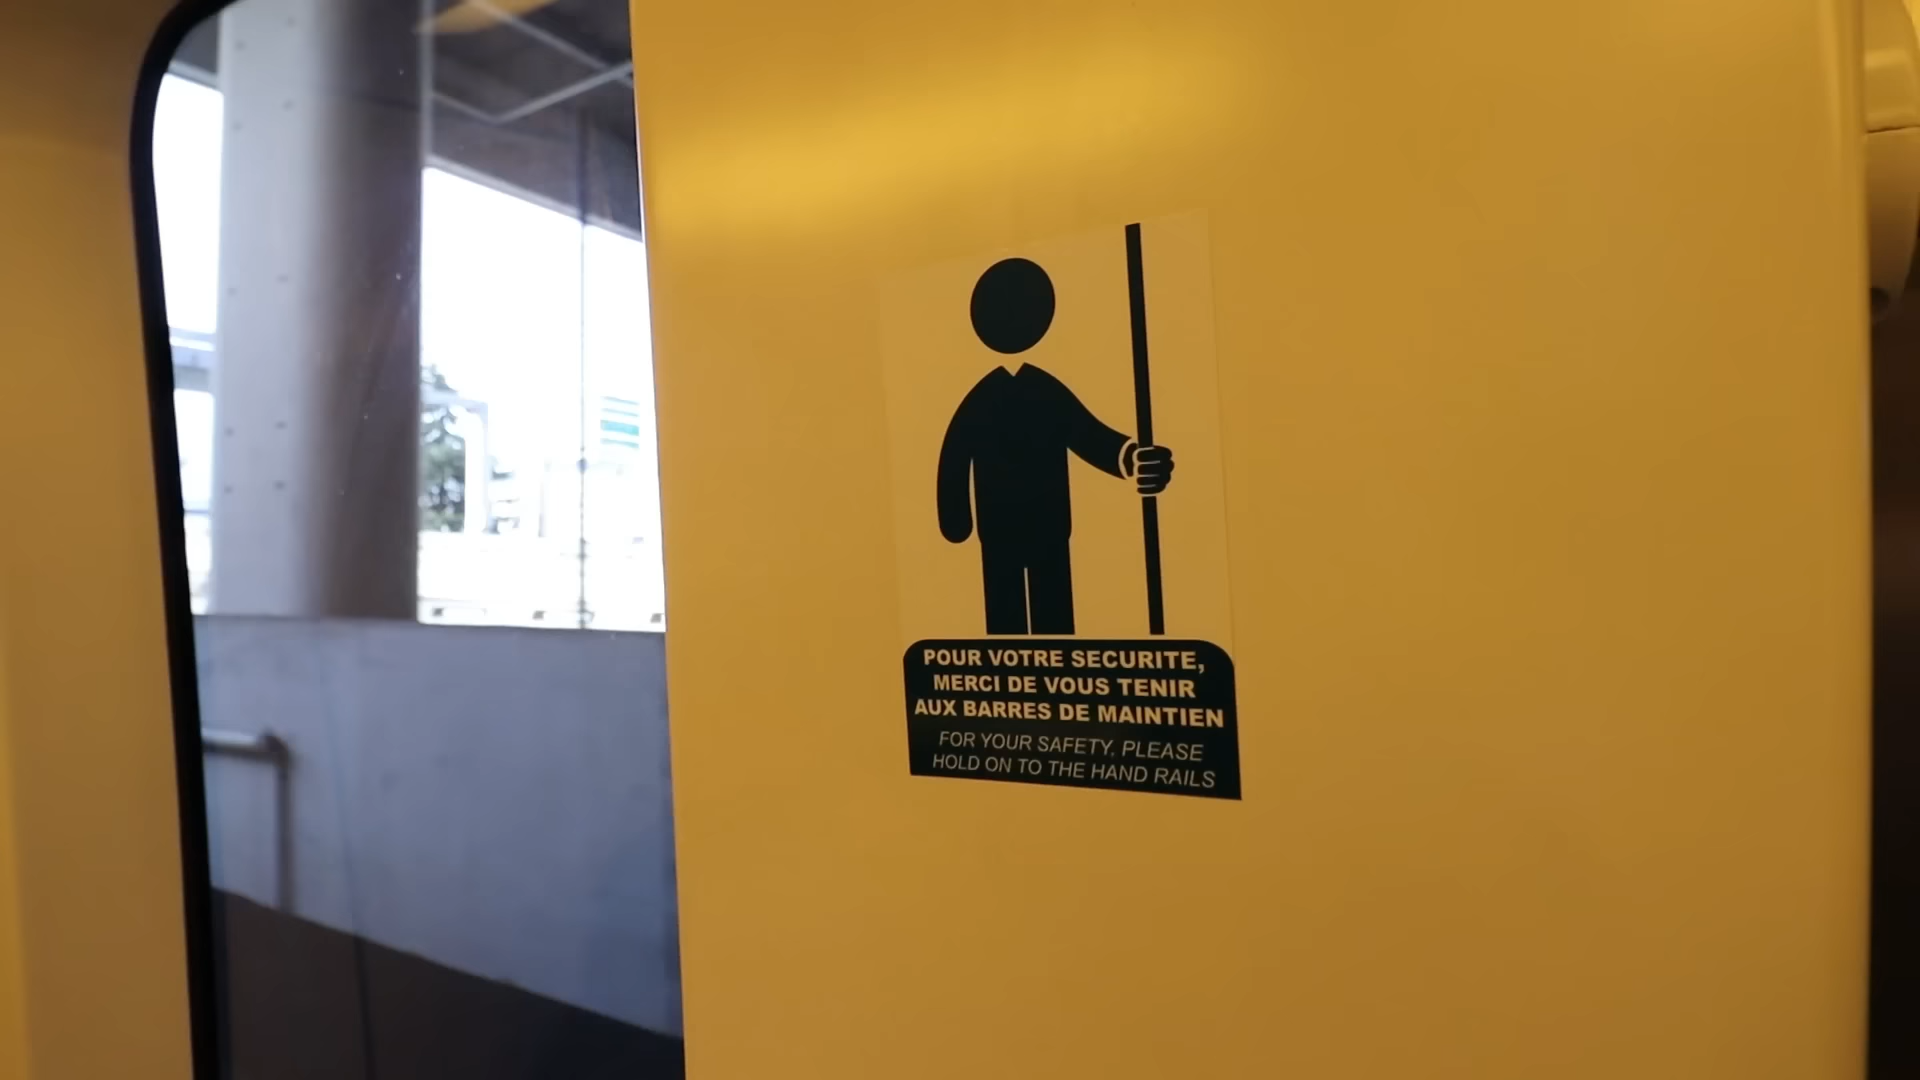 POUR VOTRE SECURITE,
MERCI DE VOUS TENIR
AUX BARRES DE MAINTIEN
FOR YOUR SAFETY, PLEASE
HOLD ON TO THE HAND RAILS